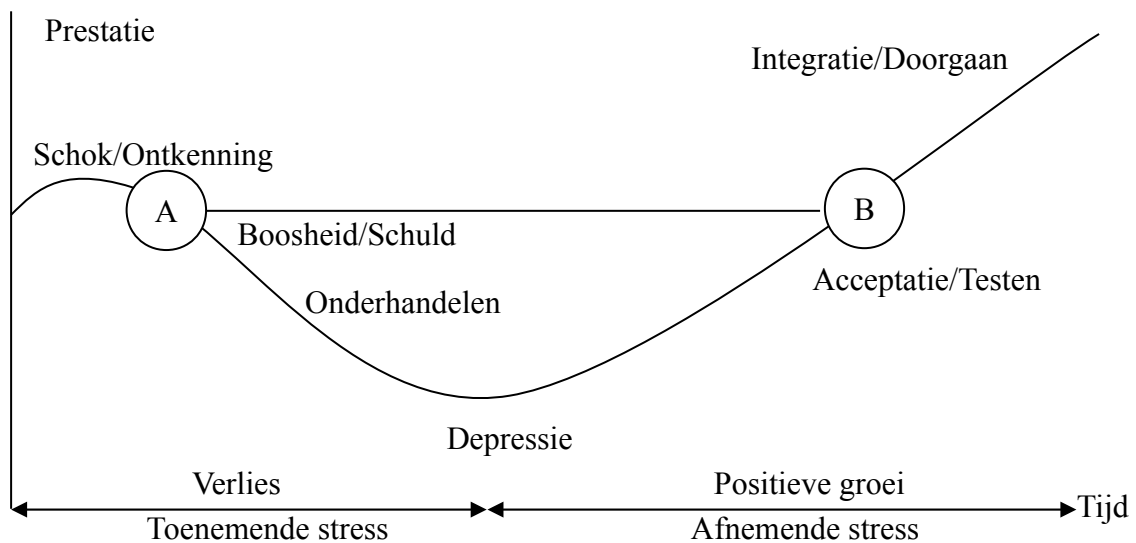 Prestatie
Integratie/Doorgaan
Schok/Ontkenning
A
B
Boosheid/Schuld
Acceptatie/Testen
Onderhandelen
Depressie
Verlies
Positieve groei
Tijd
Toenemende stress
Afnemende stress